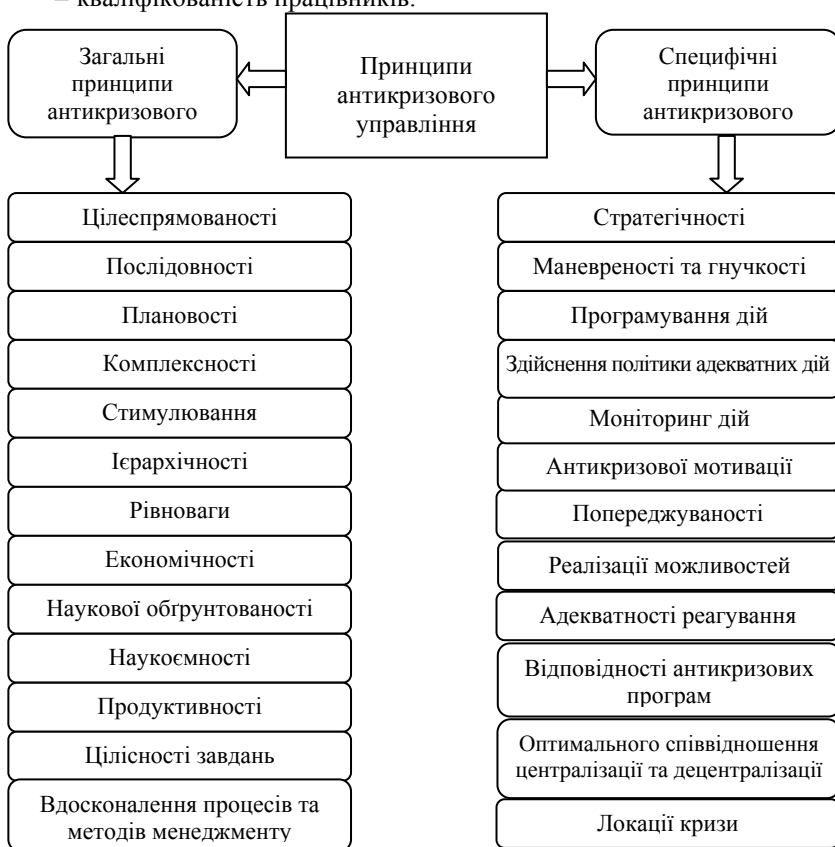 – кваліфікованість працівників.
Загальні
принципи
антикризового
Принципи
антикризового
управління
Специфічні
принципи
антикризового
Цілеспрямованості
Послідовності
Плановості
Комплексності
Стимулювання
Ієрархічності
Рівноваги
Економічності
Наукової обґрунтованості
Наукоємності
Продуктивності
Цілісності завдань
Вдосконалення процесів та
методів менеджменту
Стратегічності
Маневреності та гнучкості
Програмування дій
Здійснення політики адекватних дій
Моніторинг дій
Антикризової мотивації
Попереджуваності
Реалізації можливостей
Адекватності реагування
Відповідності антикризових
програм
Оптимального співвідношення
централізації та децентралізації
Локації кризи